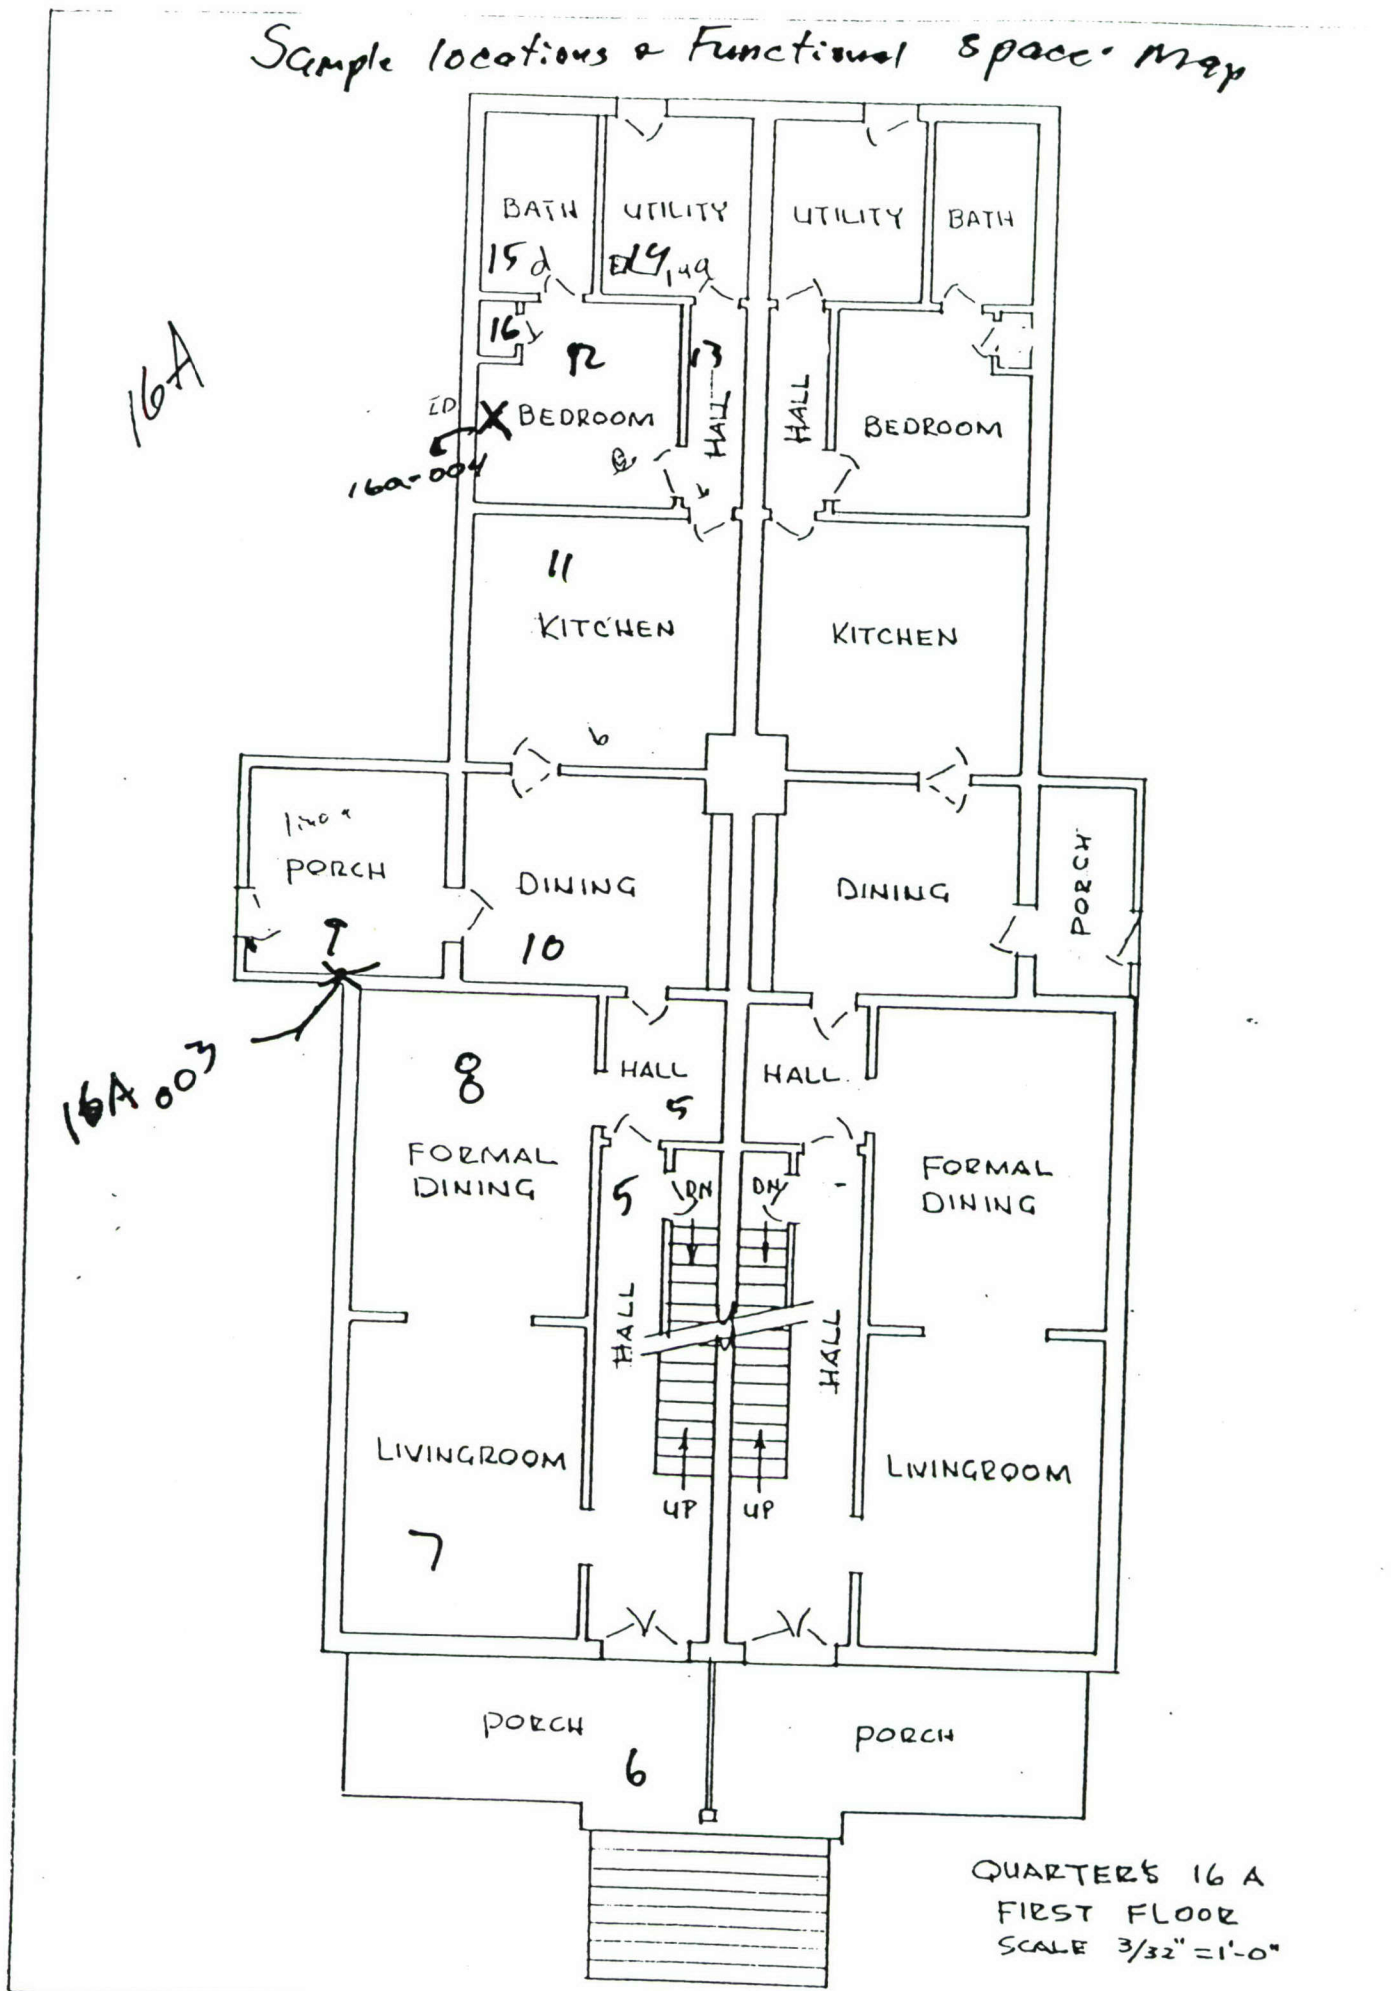 Sample locations & Functional space Map
BATH UTILITY UTILITY BATH
15 d 14
16A
16 12 13
HALL HALL
X BEDROOM BEDROOM
16a-004
11
KITCHEN KITCHEN
b
PORCH DINING DINING PORCH
9 10
16A 003
8 HALL HALL
5
FORMAL
DINING
FORMAL
DINING
5 DN DN
HALL HALL
LIVINGROOM LIVINGROOM
UP UP
7
PORCH PORCH
6
QUARTER'S 16 A
FIRST FLOOR
SCALE 3/32" = 1'-0"